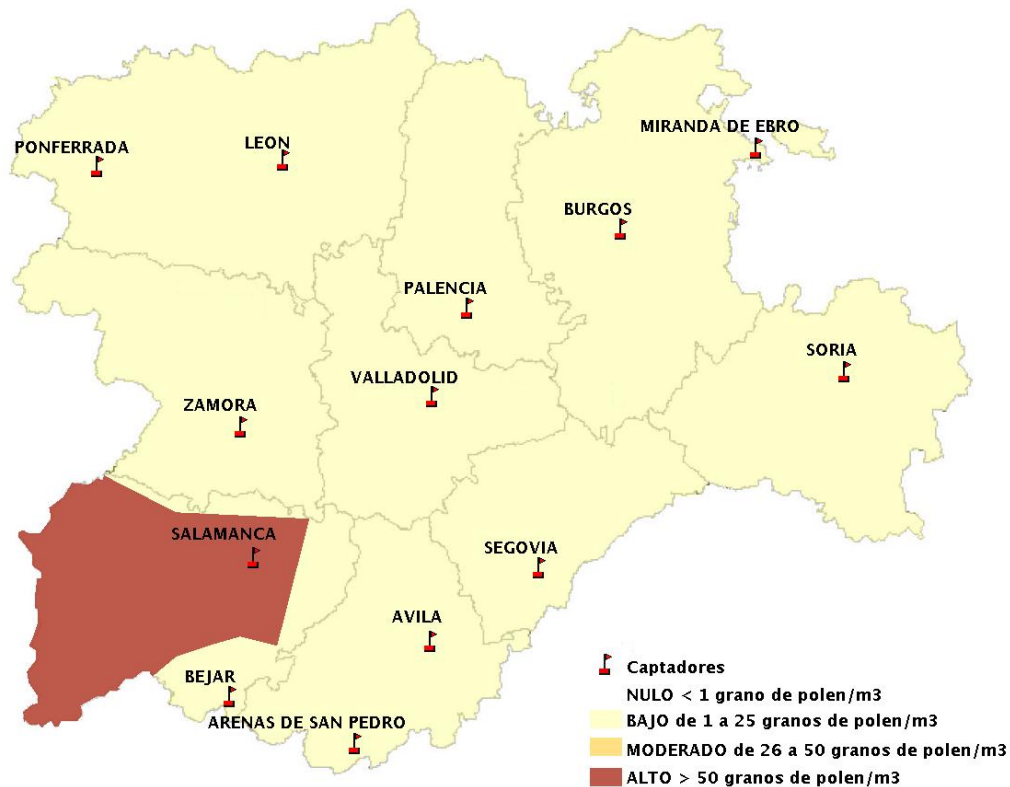 MIRANDA DE EBRO
PONFERRADA
LEON
BURGOS
PALENCIA
SORIA
VALLADOLID
ZAMORA
SALAMANCA
SEGOVIA
AVILA
BEJAR
ARENAS DE SAN PEDRO
Captadores
NULO < 1 grano de polen/m3
BAJO de 1 a 25 granos de polen/m3
MODERADO de 26 a 50 granos de polen/m3
ALTO > 50 granos de polen/m3